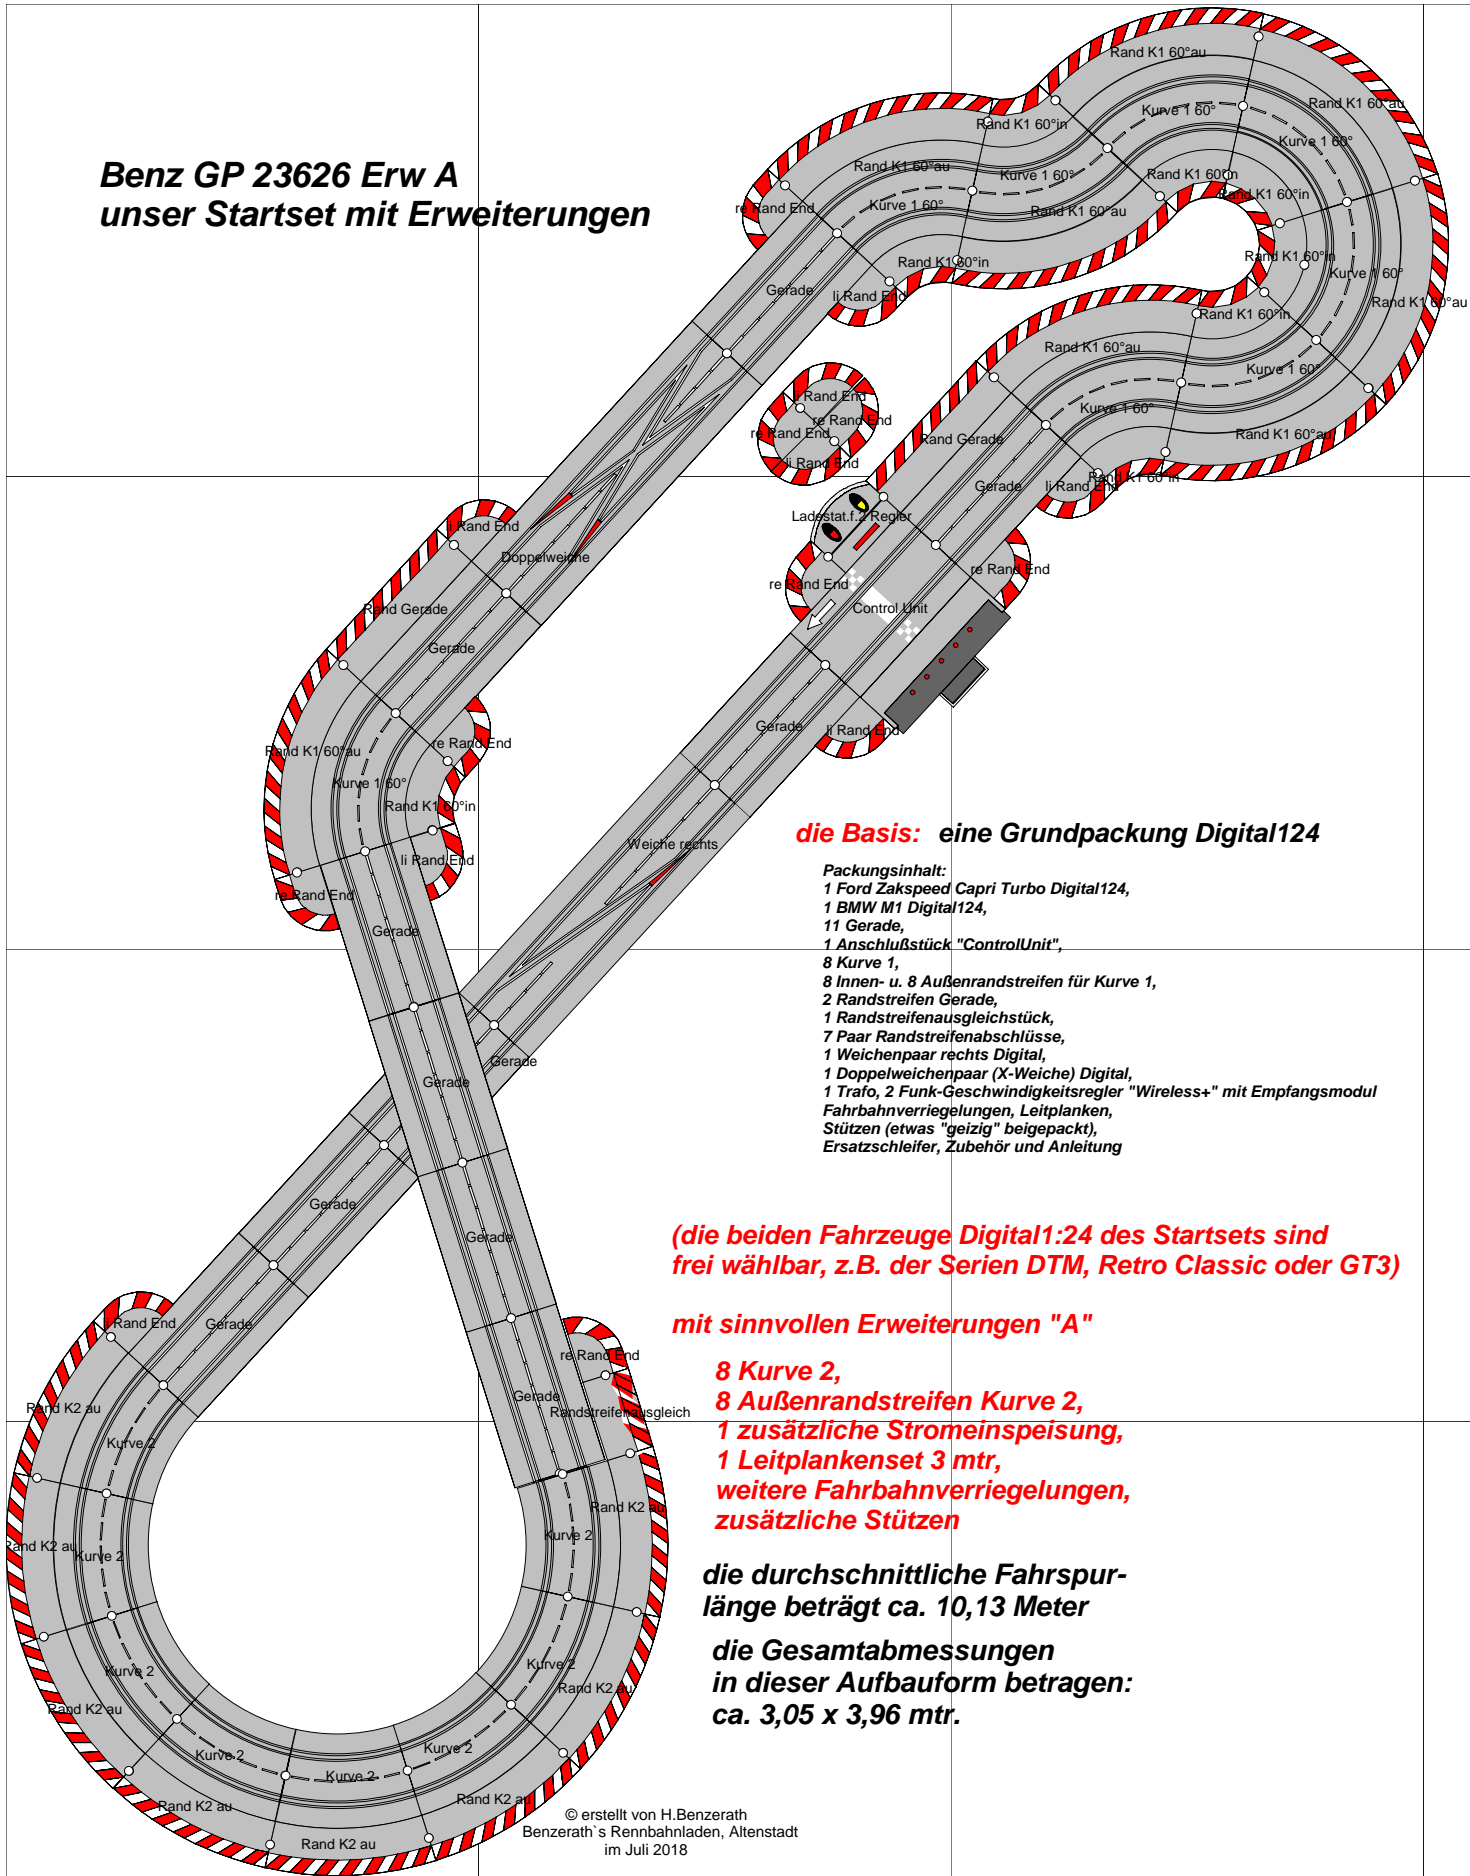 Benz GP 23626 Erw A
unser Startset mit Erweiterungen
Rand K1 60°au
Rand K1 60°au
Rand K1 60°in
Kurve 1 60°
Kurve 1 60°
Rand K1 60°au
Kurve 1 60°
Rand K1 60°in
Rand K1 60°in
re Rand End
Kurve 1 60°
Rand K1 60°au
Rand K1 60°in
Rand K1 60°in
Kurve 1 60°
Gerade
li Rand End
Rand K1 60°au
Rand K1 60°in
Rand K1 60°au
Kurve 1 60°
li Rand End
Kurve 1 60°
re Rand End
re Rand End
Rand Gerade
Rand K1 60°au
li Rand End
Rand K1 60°in
Gerade
li Rand End
Ladestat.f.2 Regler
li Rand End
Doppelweiche
re Rand End
re Rand End
Rand Gerade
Control Unit
Gerade
Gerade
li Rand End
re Rand End
Rand K1 60°au
Kurve 1 60°
Rand K1 60°in
Weiche rechts
li Rand End
re Rand End
Gerade
die Basis: eine Grundpackung Digital124
Packungsinhalt:
1 Ford Zakspeed Capri Turbo Digital124,
1 BMW M1 Digital124,
11 Gerade,
1 Anschlußstück "ControlUnit",
8 Kurve 1,
8 Innen- u. 8 Außenrandstreifen für Kurve 1,
2 Randstreifen Gerade,
1 Randstreifenausgleichstück,
7 Paar Randstreifenabschlüsse,
1 Weichenpaar rechts Digital,
1 Doppelweichenpaar (X-Weiche) Digital,
1 Trafo, 2 Funk-Geschwindigkeitsregler "Wireless+" mit Empfangsmodul
Fahrbahnverriegelungen, Leitplanken,
Stützen (etwas "geizig" beigepackt),
Ersatzschleifer, Zubehör und Anleitung
Gerade
Gerade
Gerade
Gerade
(die beiden Fahrzeuge Digital1:24 des Startsets sind
frei wählbar, z.B. der Serien DTM, Retro Classic oder GT3)
li Rand End
Gerade
mit sinnvollen Erweiterungen "A"
re Rand End
Gerade
Randstreifenausgleich
8 Kurve 2,
8 Außenrandstreifen Kurve 2,
1 zusätzliche Stromeinspeisung,
1 Leitplankenset 3 mtr,
weitere Fahrbahnverriegelungen,
zusätzliche Stützen
Rand K2 au
Kurve 2
Rand K2 au
Kurve 2
Rand K2 au
Kurve 2
die durchschnittliche Fahrspur-
länge beträgt ca. 10,13 Meter
die Gesamtabmessungen
in dieser Aufbauform betragen:
ca. 3,05 x 3,96 mtr.
Kurve 2
Kurve 2
Rand K2 au
Rand K2 au
Kurve 2
Kurve 2
Kurve 2
Rand K2 au
Rand K2 au
Rand K2 au
© erstellt von H.Benzerath
Benzerath`s Rennbahnladen, Altenstadt
im Juli 2018